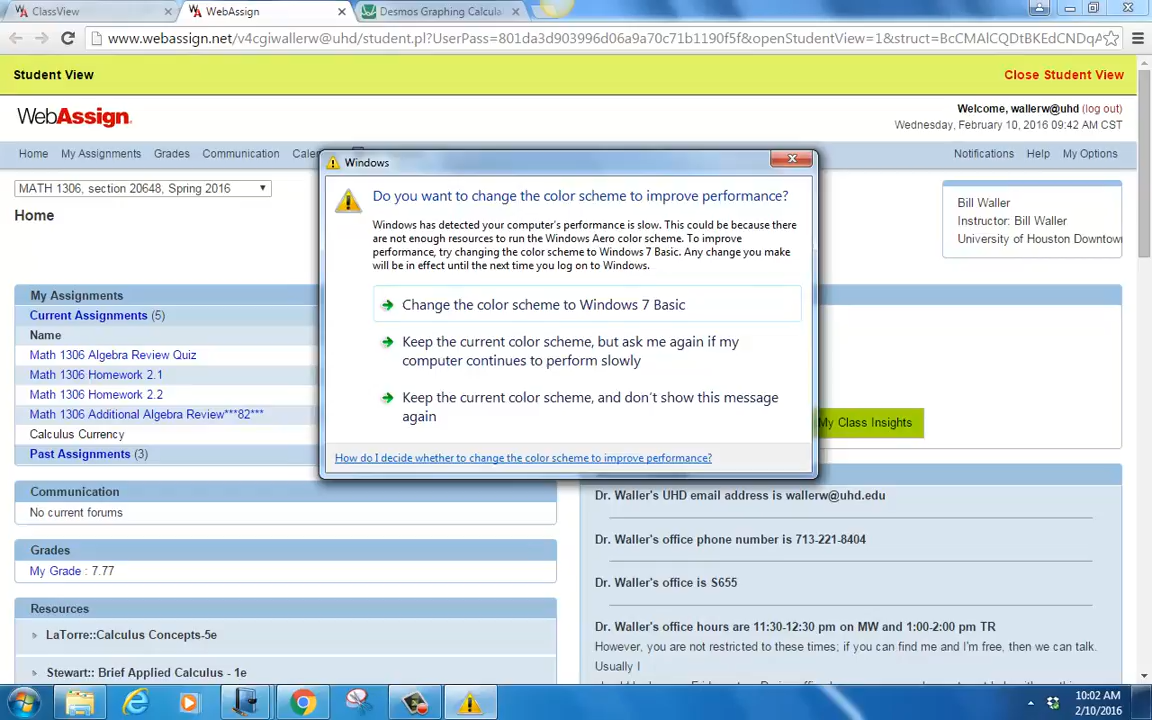 ClassView
WebAssign
Desmos Graphing Calcula
www.webassign.net/v4cgiwallerw@uhd/student.pl?UserPass=801da3d903996d06a9a70c71b1190f5f&openStudentView=1&struct=BcCMAlCQDtBKEdCNDqA
Student View
Close Student View
WebAssign
Welcome, wallerw@uhd (log out)
Wednesday, February 10, 2016 09:42 AM CST
Home My Assignments Grades Communication Caler
Notifications Help My Options
MATH 1306, section 20648, Spring 2016
Home
Bill Waller
Instructor: Bill Waller
University of Houston Downtown
Windows
Do you want to change the color scheme to improve performance?
Windows has detected your computer's performance is slow. This could be because there
are not enough resources to run the Windows Aero color scheme. To improve
performance, try changing the color scheme to Windows 7 Basic. Any change you make
will be in effect until the next time you log on to Windows.
Change the color scheme to Windows 7 Basic
Keep the current color scheme, but ask me again if my
computer continues to perform slowly
Keep the current color scheme, and don't show this message
again
How do I decide whether to change the color scheme to improve performance?
My Assignments
Current Assignments (5)
Name
Math 1306 Algebra Review Quiz
Math 1306 Homework 2.1
Math 1306 Homework 2.2
Math 1306 Additional Algebra Review***82***
Calculus Currency
Past Assignments (3)
My Class Insights
Communication
No current forums
Grades
My Grade : 7.77
Resources
LaTorre::Calculus Concepts-5e
Stewart:: Brief Applied Calculus - 1e
Dr. Waller's UHD email address is wallerw@uhd.edu
Dr. Waller's office phone number is 713-221-8404
Dr. Waller's office is S655
Dr. Waller's office hours are 11:30-12:30 pm on MW and 1:00-2:00 pm TR
However, you are not restricted to these times; if you can find me and I'm free, then we can talk.
Usually I
10:02 AM
2/10/2016